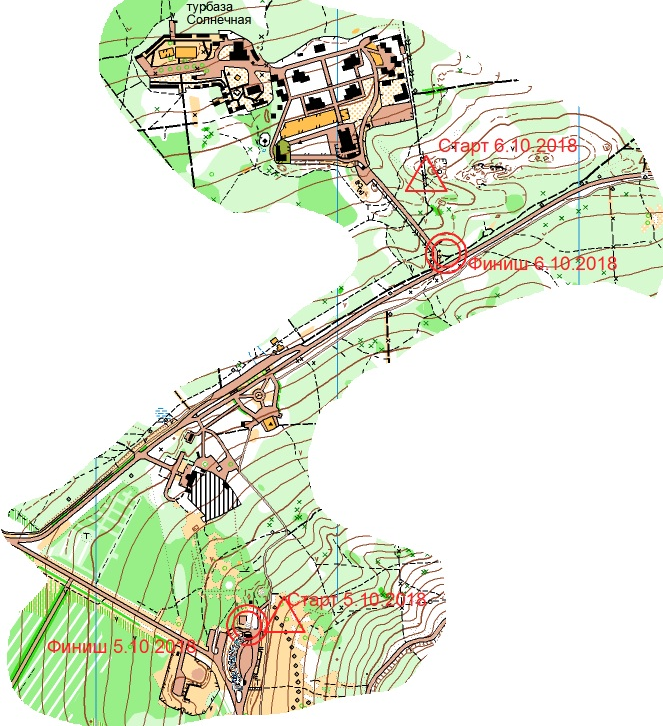 турбаза
Солнечная
Старт 6.10.2018
Финиш 6.10.2018
Старт 5.10.2018
Финиш 5.10.2018